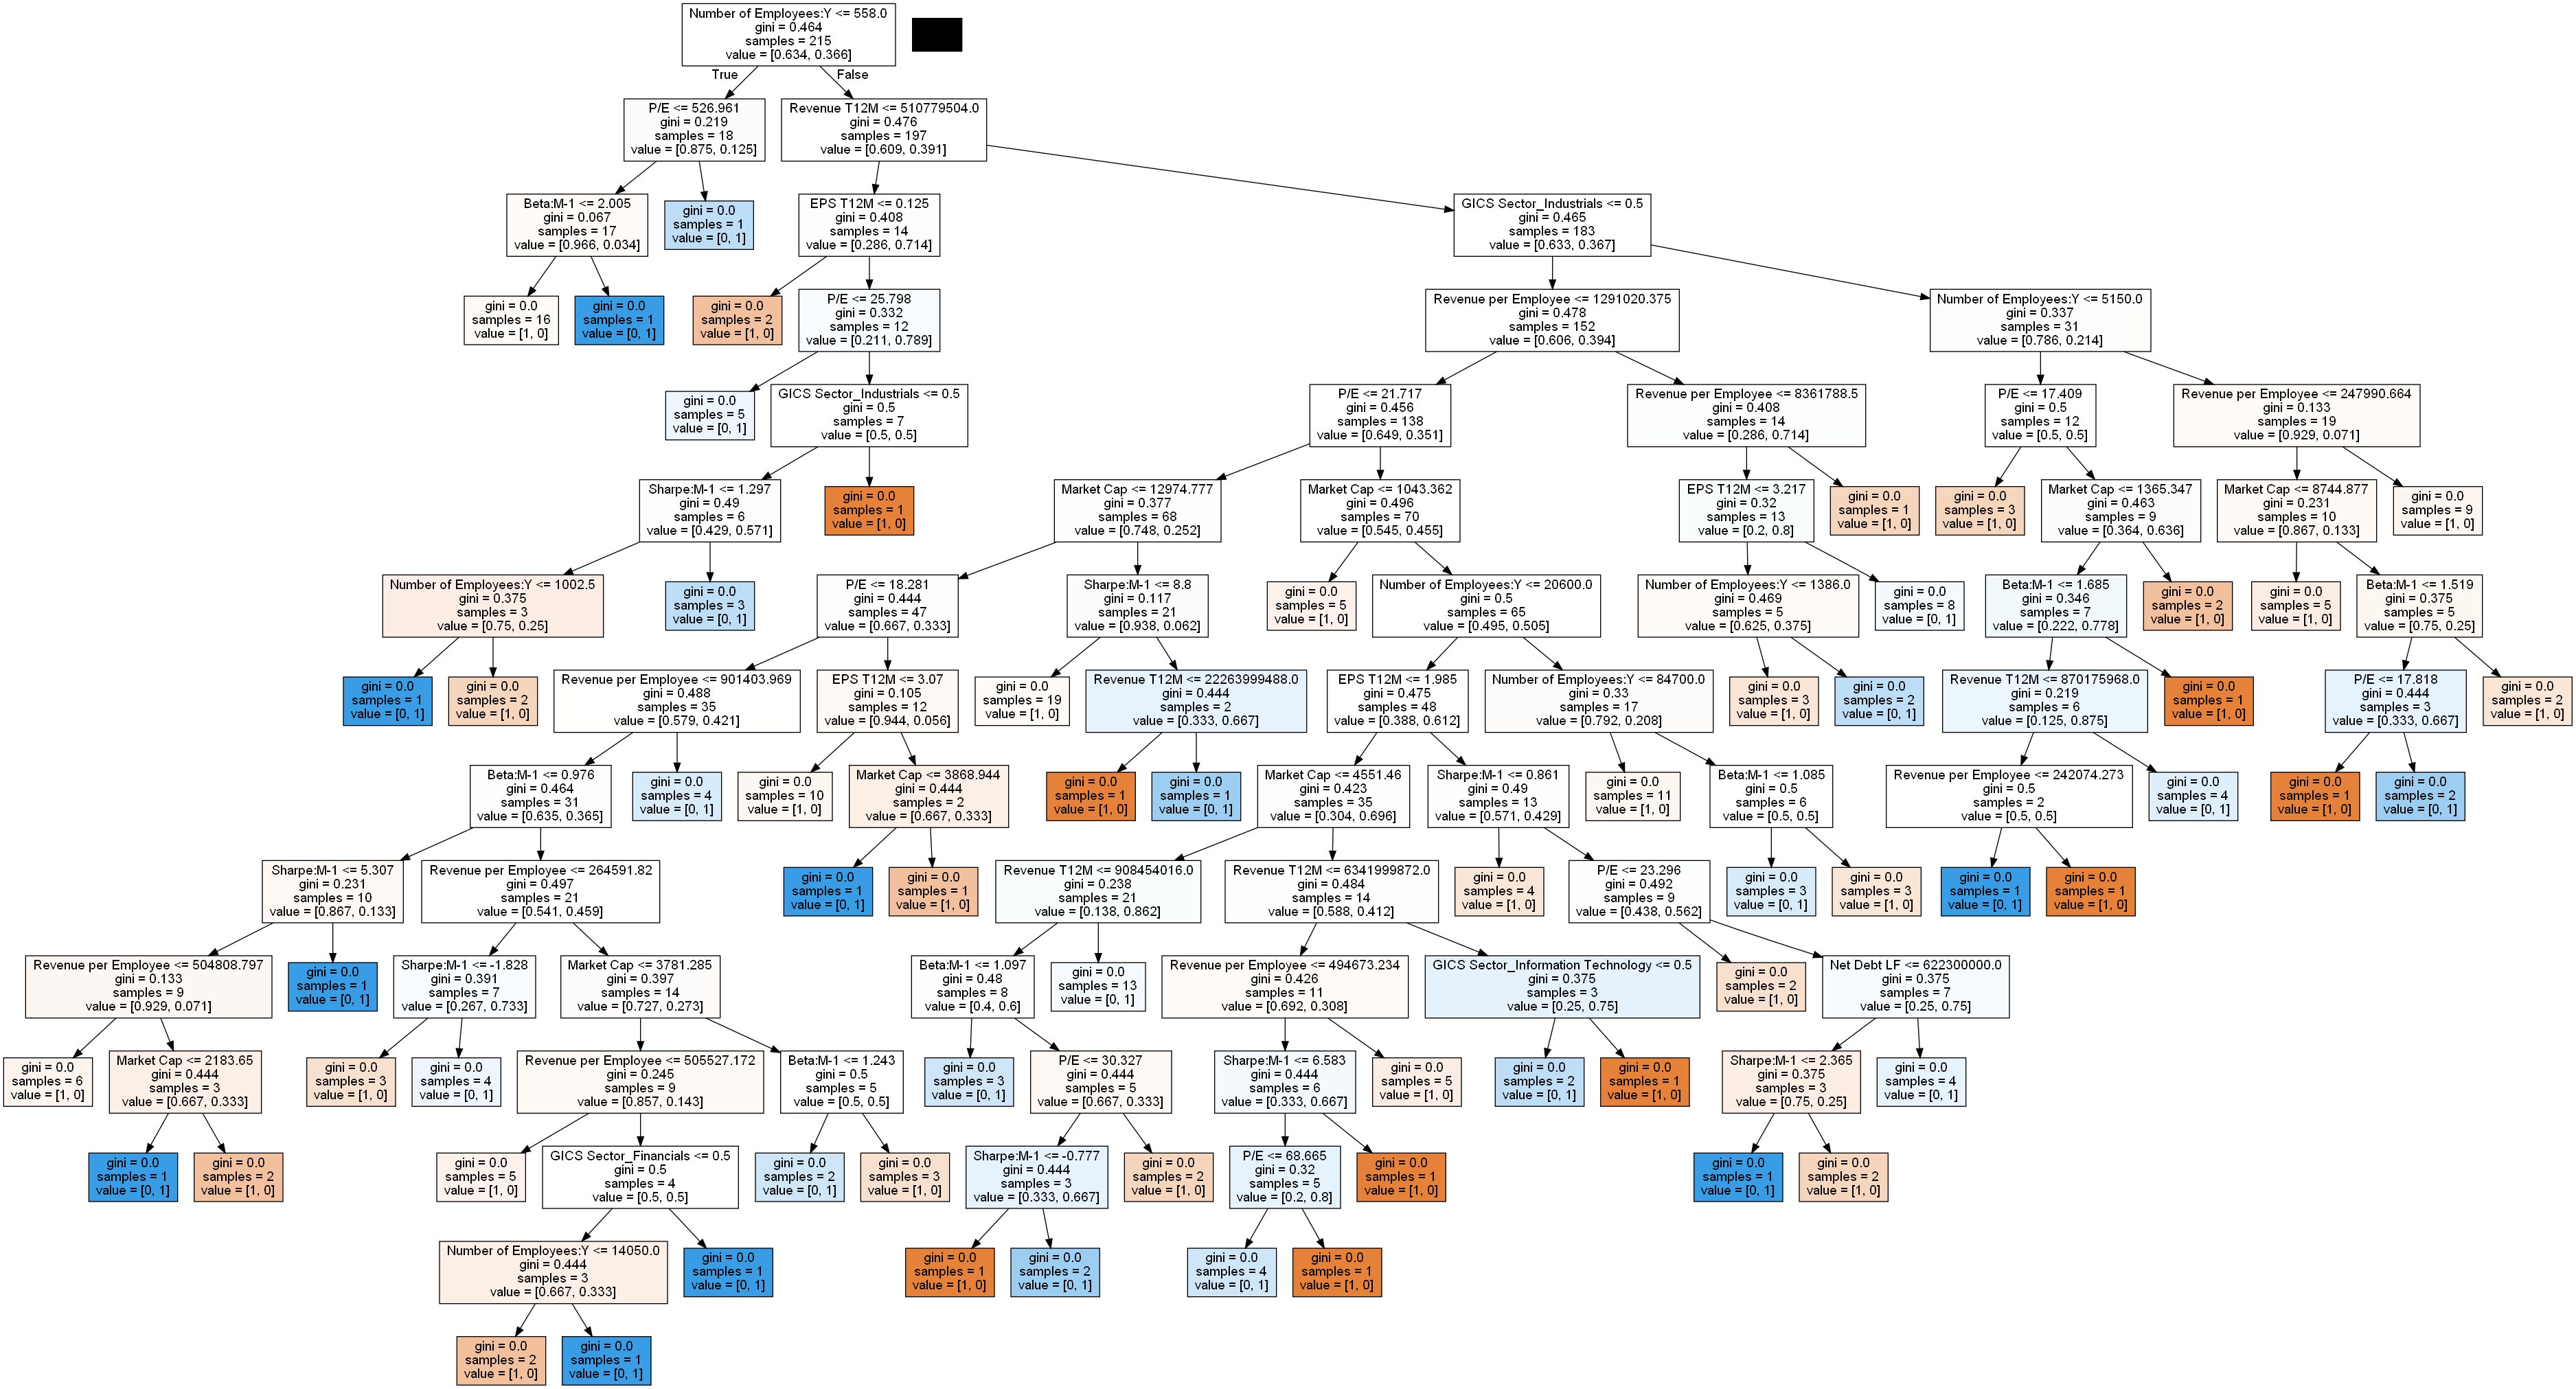 Number of Employees:Y <= 558.0
gini = 0.464
samples = 215
value = [0.634, 0.366]
True
False
P/E <= 526.961
gini = 0.219
samples = 18
value = [0.875, 0.125]
Revenue T12M <= 510779504.0
gini = 0.476
samples = 197
value = [0.609, 0.391]
Beta:M-1 <= 2.005
gini = 0.067
samples = 17
value = [0.966, 0.034]
gini = 0.0
samples = 1
value = [0, 1]
EPS T12M <= 0.125
gini = 0.408
samples = 14
value = [0.286, 0.714]
GICS Sector_Industrials <= 0.5
gini = 0.465
samples = 183
value = [0.633, 0.367]
gini = 0.0
samples = 16
value = [1, 0]
gini = 0.0
samples = 1
value = [0, 1]
gini = 0.0
samples = 2
value = [1, 0]
P/E <= 25.798
gini = 0.332
samples = 12
value = [0.211, 0.789]
Revenue per Employee <= 1291020.375
gini = 0.478
samples = 152
value = [0.606, 0.394]
Number of Employees:Y <= 5150.0
gini = 0.337
samples = 31
value = [0.786, 0.214]
gini = 0.0
samples = 5
value = [0, 1]
GICS Sector_Industrials <= 0.5
gini = 0.5
samples = 7
value = [0.5, 0.5]
P/E <= 21.717
gini = 0.456
samples = 138
value = [0.649, 0.351]
Revenue per Employee <= 8361788.5
gini = 0.408
samples = 14
value = [0.286, 0.714]
P/E <= 17.409
gini = 0.5
samples = 12
value = [0.5, 0.5]
Revenue per Employee <= 247990.664
gini = 0.133
samples = 19
value = [0.929, 0.071]
Sharpe:M-1 <= 1.297
gini = 0.49
samples = 6
value = [0.429, 0.571]
gini = 0.0
samples = 1
value = [1, 0]
Market Cap <= 12974.777
gini = 0.377
samples = 68
value = [0.748, 0.252]
Market Cap <= 1043.362
gini = 0.496
samples = 70
value = [0.545, 0.455]
EPS T12M <= 3.217
gini = 0.32
samples = 13
value = [0.2, 0.8]
gini = 0.0
samples = 1
value = [1, 0]
gini = 0.0
samples = 3
value = [1, 0]
Market Cap <= 1365.347
gini = 0.463
samples = 9
value = [0.364, 0.636]
Market Cap <= 8744.877
gini = 0.231
samples = 10
value = [0.867, 0.133]
gini = 0.0
samples = 9
value = [1, 0]
Number of Employees:Y <= 1002.5
gini = 0.375
samples = 3
value = [0.75, 0.25]
gini = 0.0
samples = 3
value = [0, 1]
P/E <= 18.281
gini = 0.444
samples = 47
value = [0.667, 0.333]
Sharpe:M-1 <= 8.8
gini = 0.117
samples = 21
value = [0.938, 0.062]
gini = 0.0
samples = 5
value = [1, 0]
Number of Employees:Y <= 20600.0
gini = 0.5
samples = 65
value = [0.495, 0.505]
Number of Employees:Y <= 1386.0
gini = 0.469
samples = 5
value = [0.625, 0.375]
gini = 0.0
samples = 8
value = [0, 1]
Beta:M-1 <= 1.685
gini = 0.346
samples = 7
value = [0.222, 0.778]
gini = 0.0
samples = 2
value = [1, 0]
gini = 0.0
samples = 5
value = [1, 0]
Beta:M-1 <= 1.519
gini = 0.375
samples = 5
value = [0.75, 0.25]
gini = 0.0
samples = 1
value = [0, 1]
gini = 0.0
samples = 2
value = [1, 0]
Revenue per Employee <= 901403.969
gini = 0.488
samples = 35
value = [0.579, 0.421]
EPS T12M <= 3.07
gini = 0.105
samples = 12
value = [0.944, 0.056]
gini = 0.0
samples = 19
value = [1, 0]
Revenue T12M <= 22263999488.0
gini = 0.444
samples = 2
value = [0.333, 0.667]
EPS T12M <= 1.985
gini = 0.475
samples = 48
value = [0.388, 0.612]
Number of Employees:Y <= 84700.0
gini = 0.33
samples = 17
value = [0.792, 0.208]
gini = 0.0
samples = 3
value = [1, 0]
gini = 0.0
samples = 2
value = [0, 1]
Revenue T12M <= 870175968.0
gini = 0.219
samples = 6
value = [0.125, 0.875]
gini = 0.0
samples = 1
value = [1, 0]
P/E <= 17.818
gini = 0.444
samples = 3
value = [0.333, 0.667]
gini = 0.0
samples = 2
value = [1, 0]
Beta:M-1 <= 0.976
gini = 0.464
samples = 31
value = [0.635, 0.365]
gini = 0.0
samples = 4
value = [0, 1]
gini = 0.0
samples = 10
value = [1, 0]
Market Cap <= 3868.944
gini = 0.444
samples = 2
value = [0.667, 0.333]
gini = 0.0
samples = 1
value = [1, 0]
gini = 0.0
samples = 1
value = [0, 1]
Market Cap <= 4551.46
gini = 0.423
samples = 35
value = [0.304, 0.696]
Sharpe:M-1 <= 0.861
gini = 0.49
samples = 13
value = [0.571, 0.429]
gini = 0.0
samples = 11
value = [1, 0]
Beta:M-1 <= 1.085
gini = 0.5
samples = 6
value = [0.5, 0.5]
Revenue per Employee <= 242074.273
gini = 0.5
samples = 2
value = [0.5, 0.5]
gini = 0.0
samples = 4
value = [0, 1]
gini = 0.0
samples = 1
value = [1, 0]
gini = 0.0
samples = 2
value = [0, 1]
Sharpe:M-1 <= 5.307
gini = 0.231
samples = 10
value = [0.867, 0.133]
Revenue per Employee <= 264591.82
gini = 0.497
samples = 21
value = [0.541, 0.459]
gini = 0.0
samples = 1
value = [0, 1]
gini = 0.0
samples = 1
value = [1, 0]
Revenue T12M <= 908454016.0
gini = 0.238
samples = 21
value = [0.138, 0.862]
Revenue T12M <= 6341999872.0
gini = 0.484
samples = 14
value = [0.588, 0.412]
gini = 0.0
samples = 4
value = [1, 0]
P/E <= 23.296
gini = 0.492
samples = 9
value = [0.438, 0.562]
gini = 0.0
samples = 3
value = [0, 1]
gini = 0.0
samples = 3
value = [1, 0]
gini = 0.0
samples = 1
value = [0, 1]
gini = 0.0
samples = 1
value = [1, 0]
Revenue per Employee <= 504808.797
gini = 0.133
samples = 9
value = [0.929, 0.071]
gini = 0.0
samples = 1
value = [0, 1]
Sharpe:M-1 <= -1.828
gini = 0.391
samples = 7
value = [0.267, 0.733]
Market Cap <= 3781.285
gini = 0.397
samples = 14
value = [0.727, 0.273]
Beta:M-1 <= 1.097
gini = 0.48
samples = 8
value = [0.4, 0.6]
gini = 0.0
samples = 13
value = [0, 1]
Revenue per Employee <= 494673.234
gini = 0.426
samples = 11
value = [0.692, 0.308]
GICS Sector_Information Technology <= 0.5
gini = 0.375
samples = 3
value = [0.25, 0.75]
gini = 0.0
samples = 2
value = [1, 0]
Net Debt LF <= 622300000.0
gini = 0.375
samples = 7
value = [0.25, 0.75]
gini = 0.0
samples = 6
value = [1, 0]
Market Cap <= 2183.65
gini = 0.444
samples = 3
value = [0.667, 0.333]
gini = 0.0
samples = 3
value = [1, 0]
gini = 0.0
samples = 4
value = [0, 1]
Revenue per Employee <= 505527.172
gini = 0.245
samples = 9
value = [0.857, 0.143]
Beta:M-1 <= 1.243
gini = 0.5
samples = 5
value = [0.5, 0.5]
gini = 0.0
samples = 3
value = [0, 1]
P/E <= 30.327
gini = 0.444
samples = 5
value = [0.667, 0.333]
Sharpe:M-1 <= 6.583
gini = 0.444
samples = 6
value = [0.333, 0.667]
gini = 0.0
samples = 5
value = [1, 0]
gini = 0.0
samples = 2
value = [0, 1]
gini = 0.0
samples = 1
value = [1, 0]
Sharpe:M-1 <= 2.365
gini = 0.375
samples = 3
value = [0.75, 0.25]
gini = 0.0
samples = 4
value = [0, 1]
gini = 0.0
samples = 1
value = [0, 1]
gini = 0.0
samples = 2
value = [1, 0]
gini = 0.0
samples = 5
value = [1, 0]
GICS Sector_Financials <= 0.5
gini = 0.5
samples = 4
value = [0.5, 0.5]
gini = 0.0
samples = 2
value = [0, 1]
gini = 0.0
samples = 3
value = [1, 0]
Sharpe:M-1 <= -0.777
gini = 0.444
samples = 3
value = [0.333, 0.667]
gini = 0.0
samples = 2
value = [1, 0]
P/E <= 68.665
gini = 0.32
samples = 5
value = [0.2, 0.8]
gini = 0.0
samples = 1
value = [1, 0]
gini = 0.0
samples = 1
value = [0, 1]
gini = 0.0
samples = 2
value = [1, 0]
Number of Employees:Y <= 14050.0
gini = 0.444
samples = 3
value = [0.667, 0.333]
gini = 0.0
samples = 1
value = [0, 1]
gini = 0.0
samples = 1
value = [1, 0]
gini = 0.0
samples = 2
value = [0, 1]
gini = 0.0
samples = 4
value = [0, 1]
gini = 0.0
samples = 1
value = [1, 0]
gini = 0.0
samples = 2
value = [1, 0]
gini = 0.0
samples = 1
value = [0, 1]